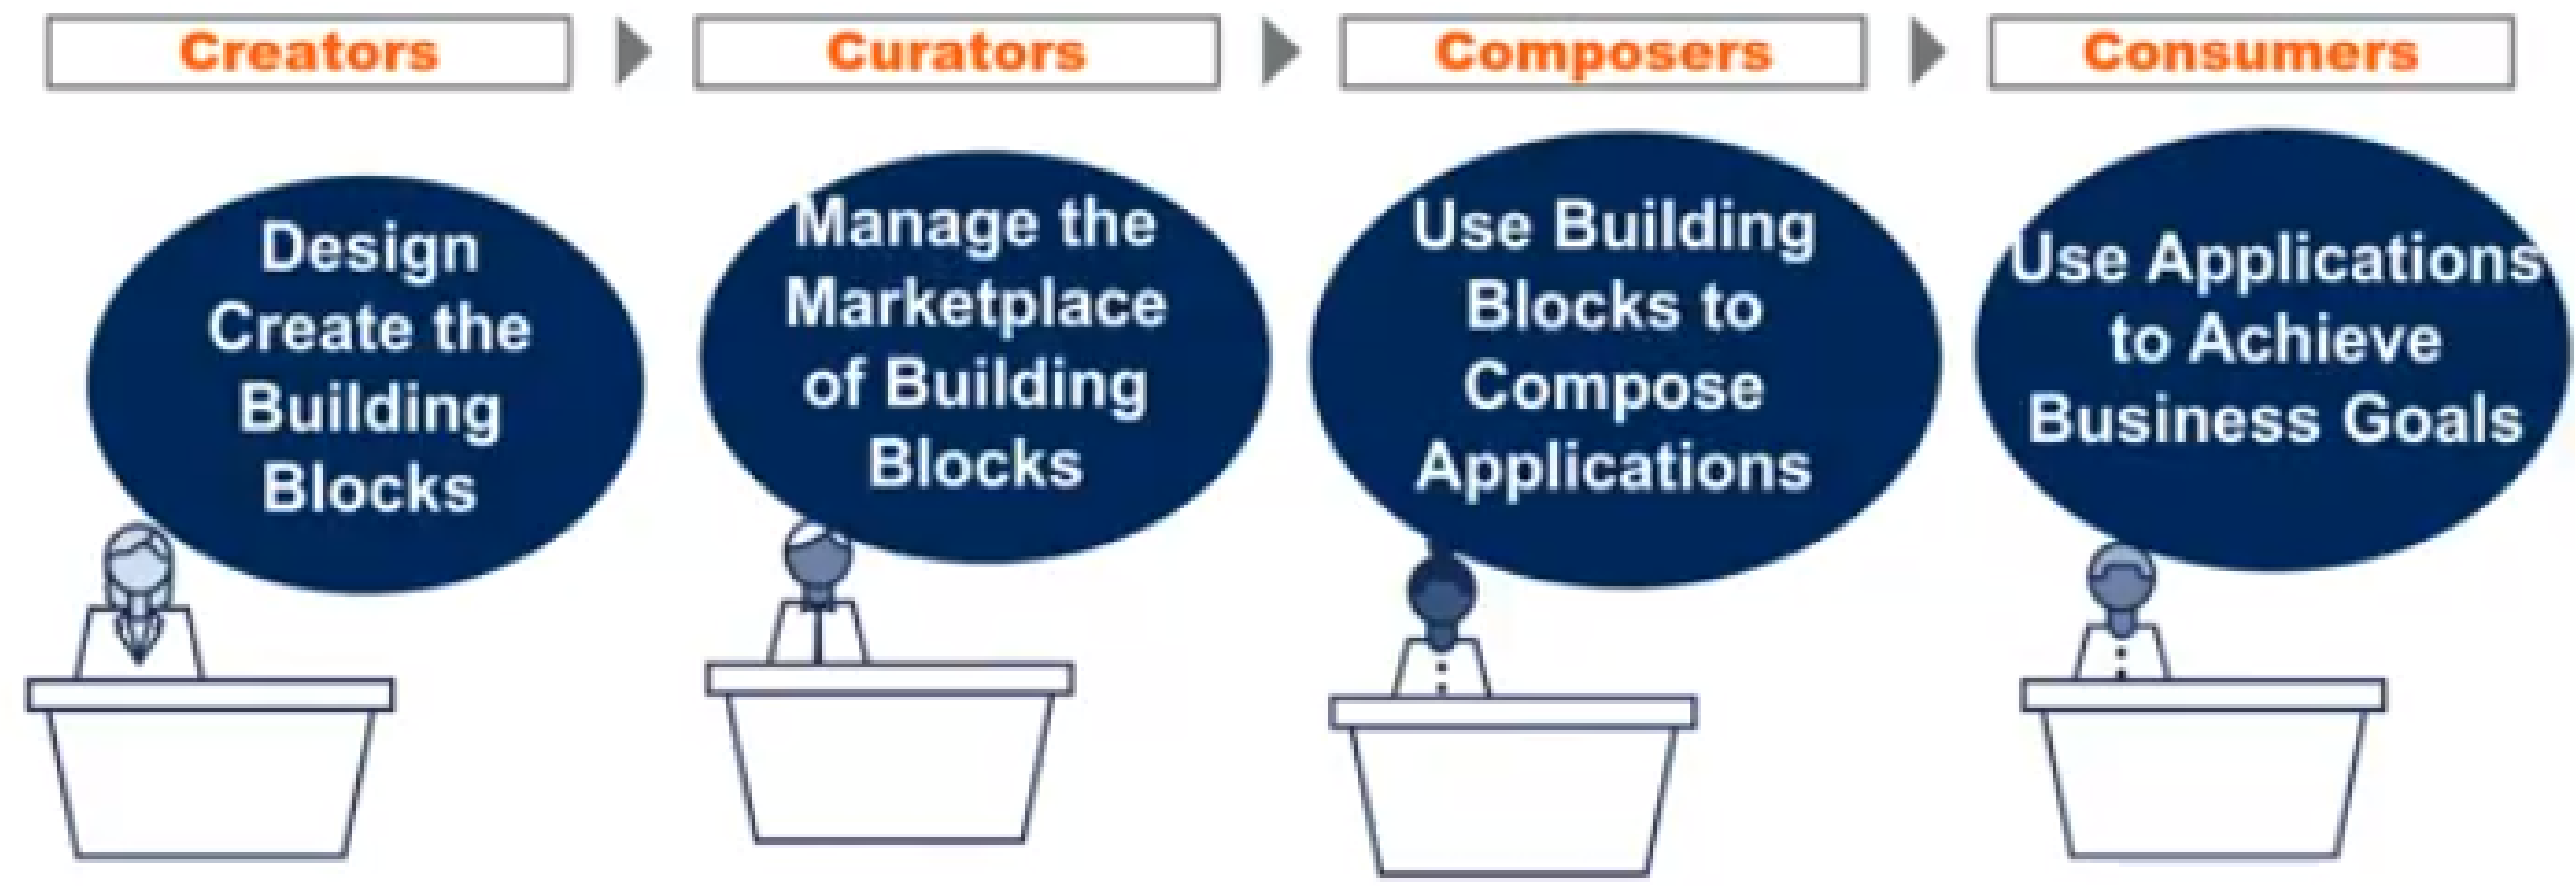 Creators
Curators
Composers
Consumers
Design
Create the
Building
Blocks
Manage the
Marketplace
of Building
Blocks
Use Building
Blocks to
Compose
Applications
Use Applications
to Achieve
Business Goals